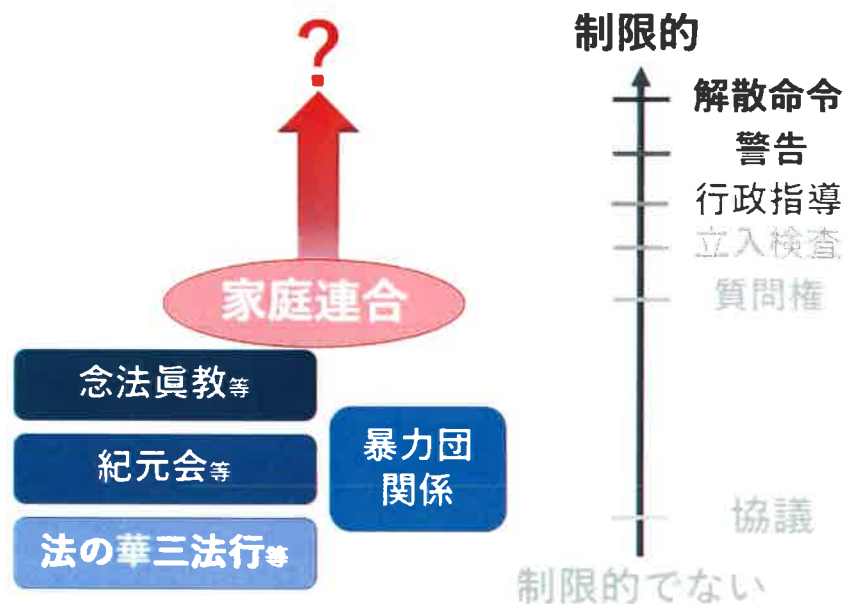 ?
制限的
解散命令
警告
行政指導
立入検査
質問権
家庭連合
念法眞教等
紀元会等
暴力団
関係
法の華三法行等
協議
制限的でない